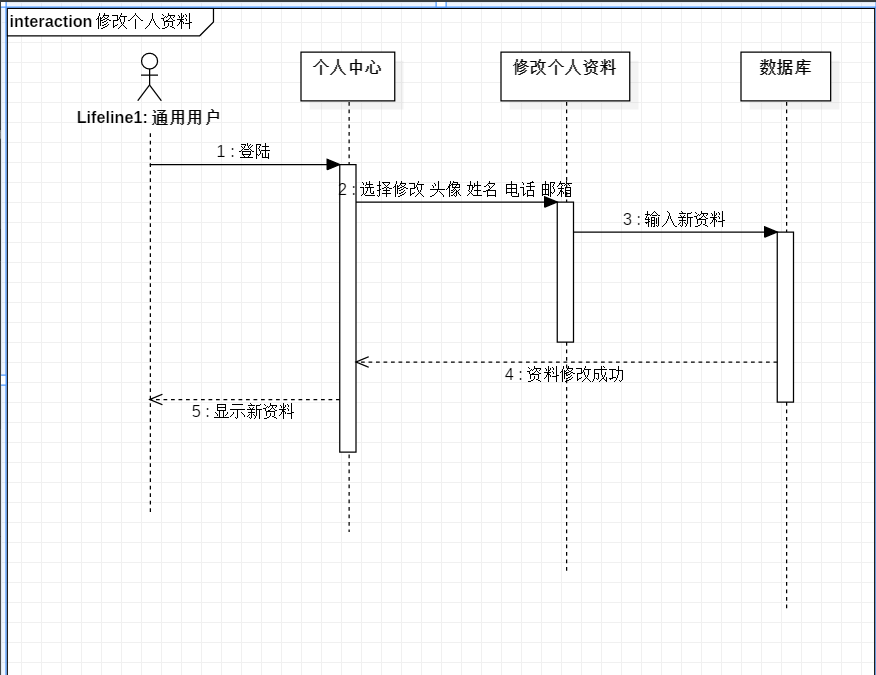 interaction 修改个人资料
个人中心
修改个人资料
数据库
Lifeline1: 通用用户
1 : 登陆
2 : 选择修改 头像 姓名 电话 邮箱
3 : 输入新资料
4 : 资料修改成功
5 : 显示新资料